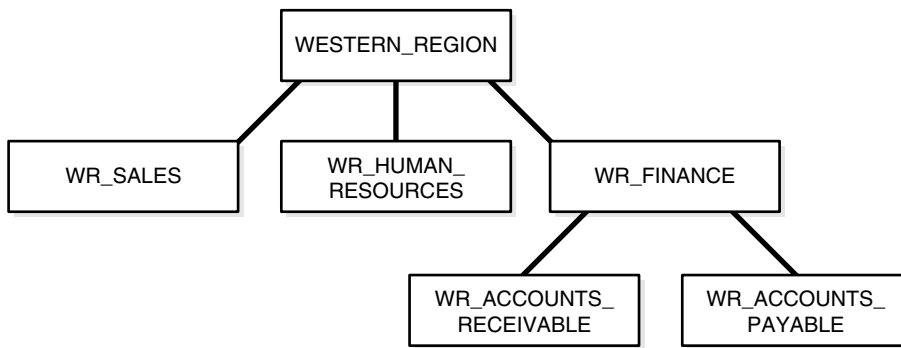 WESTERN_REGION
WR_SALES
WR_HUMAN_
RESOURCES
WR_FINANCE
WR_ACCOUNTS_
RECEIVABLE
WR_ACCOUNTS_
PAYABLE